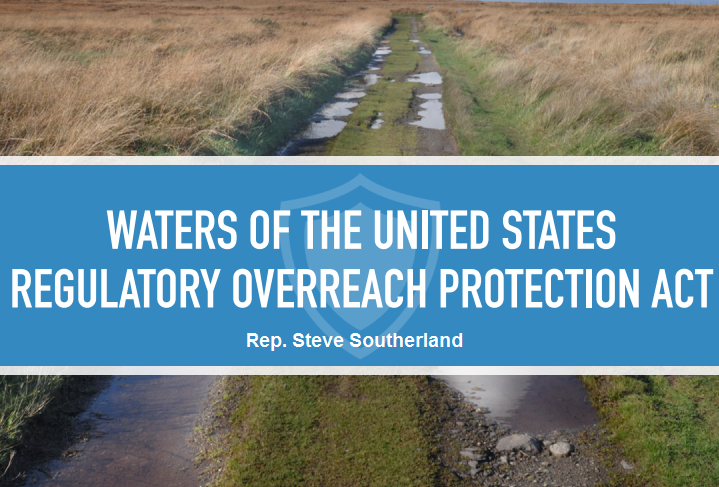 WATERS OF THE UNITED STATES
REGULATORY OVERREACH PROTECTION ACT
Rep. Steve Southerland